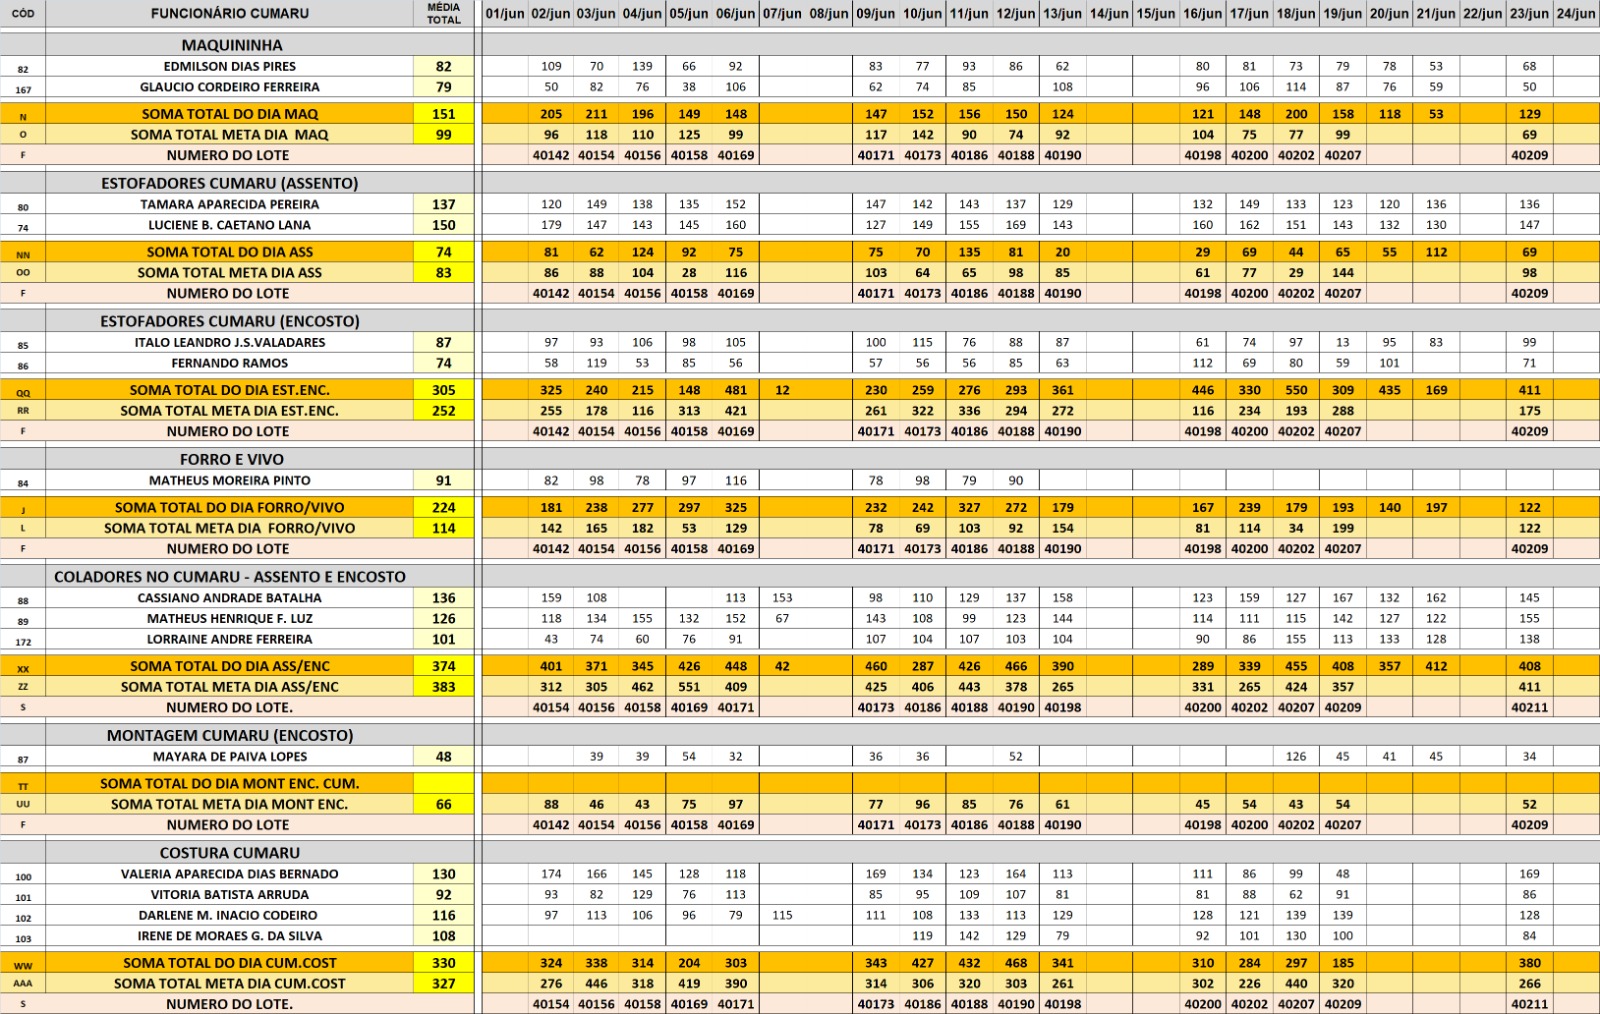 CÓD FUNCIONÁRIO CUMARU MÉDIA TOTAL 01/jun 02/jun 03/jun 04/jun 05/jun 06/jun 07/jun 08/jun 09/jun 10/jun 11/jun 12/jun 13/jun 14/jun 15/jun 16/jun 17/jun 18/jun 19/jun 20/jun 21/jun 22/jun 23/jun 24/jun
MAQUININHA
82 EDMILSON DIAS PIRES 82 109 70 139 66 92 83 77 93 86 62 80 81 73 79 78 53 68
167 GLAUCIO CORDEIRO FERREIRA 79 50 82 76 38 106 62 74 85 108 96 106 114 87 76 59 50
N SOMA TOTAL DO DIA MAQ 151 205 211 196 149 148 147 152 156 150 124 121 148 200 158 118 53 129
O SOMA TOTAL META DIA MAQ 99 96 118 110 125 99 117 142 90 74 92 104 75 77 99 69
F NUMERO DO LOTE 40142 40154 40156 40158 40169 40171 40173 40186 40188 40190 40198 40200 40202 40207 40209
ESTOFADORES CUMARU (ASSENTO)
80 TAMARA APARECIDA PEREIRA 137 120 149 138 135 152 147 142 143 137 129 132 149 133 123 120 136 136
74 LUCIENE B. CAETANO LANA 150 179 147 143 145 160 127 149 155 169 143 160 162 151 143 132 130 147
NN SOMA TOTAL DO DIA ASS 74 81 62 124 92 75 75 70 135 81 20 29 69 44 65 55 112 69
OO SOMA TOTAL META DIA ASS 83 86 88 104 28 116 103 64 65 98 85 61 77 29 144 98
F NUMERO DO LOTE 40142 40154 40156 40158 40169 40171 40173 40186 40188 40190 40198 40200 40202 40207 40209
ESTOFADORES CUMARU (ENCOSTO)
85 ITALO LEANDRO J.S.VALADARES 87 97 93 106 98 105 100 115 76 88 87 61 74 97 13 95 83 99
86 FERNANDO RAMOS 74 58 119 53 85 56 57 56 56 85 63 112 69 80 59 101 71
QQ SOMA TOTAL DO DIA EST.ENC. 305 325 240 215 148 481 12 230 259 276 293 361 446 330 550 309 435 169 411
RR SOMA TOTAL META DIA EST.ENC. 252 255 178 116 313 421 261 322 336 294 272 116 234 193 288 175
F NUMERO DO LOTE 40142 40154 40156 40158 40169 40171 40173 40186 40188 40190 40198 40200 40202 40207 40209
FORRO E VIVO
84 MATHEUS MOREIRA PINTO 91 82 98 78 97 116 78 98 79 90
J SOMA TOTAL DO DIA FORRO/VIVO 224 181 238 277 297 325 232 242 327 272 179 167 239 179 193 140 197 122
L SOMA TOTAL META DIA FORRO/VIVO 114 142 165 182 53 129 78 69 103 92 154 81 114 34 199 122
F NUMERO DO LOTE 40142 40154 40156 40158 40169 40171 40173 40186 40188 40190 40198 40200 40202 40207 40209
COLADORES NO CUMARU - ASSENTO E ENCOSTO
88 CASSIANO ANDRADE BATALHA 136 159 108 113 153 98 110 129 137 158 123 159 127 167 132 162 145
89 MATHEUS HENRIQUE F. LUZ 126 118 134 155 132 152 67 143 108 99 123 144 114 111 115 142 127 122 155
172 LORRAINE ANDRE FERREIRA 101 43 74 60 76 91 107 104 107 103 104 90 86 155 113 133 128 138
XX SOMA TOTAL DO DIA ASS/ENC 374 401 371 345 426 448 42 460 287 426 466 390 289 339 455 408 357 412 408
ZZ SOMA TOTAL META DIA ASS/ENC 383 312 305 462 551 409 425 406 443 378 265 331 265 424 357 411
S NUMERO DO LOTE. 40154 40156 40158 40169 40171 40173 40186 40188 40190 40198 40200 40202 40207 40209 40211
MONTAGEM CUMARU (ENCOSTO)
87 MAYARA DE PAIVA LOPES 48 39 39 54 32 36 36 52 126 45 41 45 34
TT SOMA TOTAL DO DIA MONT ENC. CUM.
UU SOMA TOTAL META DIA MONT ENC. 66 88 46 43 75 97 77 96 85 76 61 45 54 43 54 52
F NUMERO DO LOTE 40142 40154 40156 40158 40169 40171 40173 40186 40188 40190 40198 40200 40202 40207 40209
COSTURA CUMARU
100 VALERIA APARECIDA DIAS BERNADO 130 174 166 145 128 118 169 134 123 164 113 111 86 99 48 169
101 VITORIA BATISTA ARRUDA 92 93 82 129 76 113 85 95 109 107 81 81 88 62 91 86
102 DARLENE M. INACIO CODEIRO 116 97 113 106 96 79 115 111 108 133 113 129 128 121 139 139 128
103 IRENE DE MORAES G. DA SILVA 108 119 142 129 79 92 101 130 100 84
WW SOMA TOTAL DO DIA CUM.COST 330 324 338 314 204 303 343 427 432 468 341 310 284 297 185 380
AAA SOMA TOTAL META DIA CUM.COST 327 276 446 318 419 390 314 306 320 303 261 302 226 440 320 266
S NUMERO DO LOTE. 40154 40156 40158 40169 40171 40173 40186 40188 40190 40198 40200 40202 40207 40209 40211